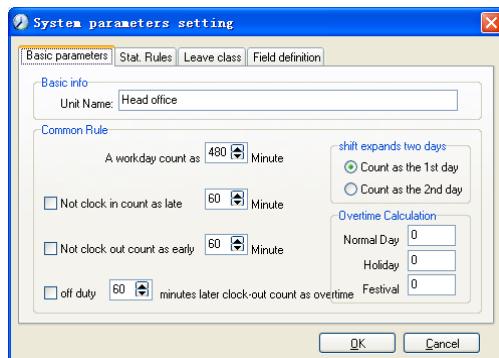 System parameters setting
Basic parameters Stat. Rules Leave class Field definition
Basic info
Unit Name: Head office
Common Rule
A workday count as 480 Minute
Not clock in count as late 60 Minute
Not clock out count as early 60 Minute
off duty 60 minutes later clock-out count as overtime
shift expands two days
Count as the 1st day
Count as the 2nd day
Overtime Calculation
Normal Day 0
Holiday 0
Festival 0
OK Cancel